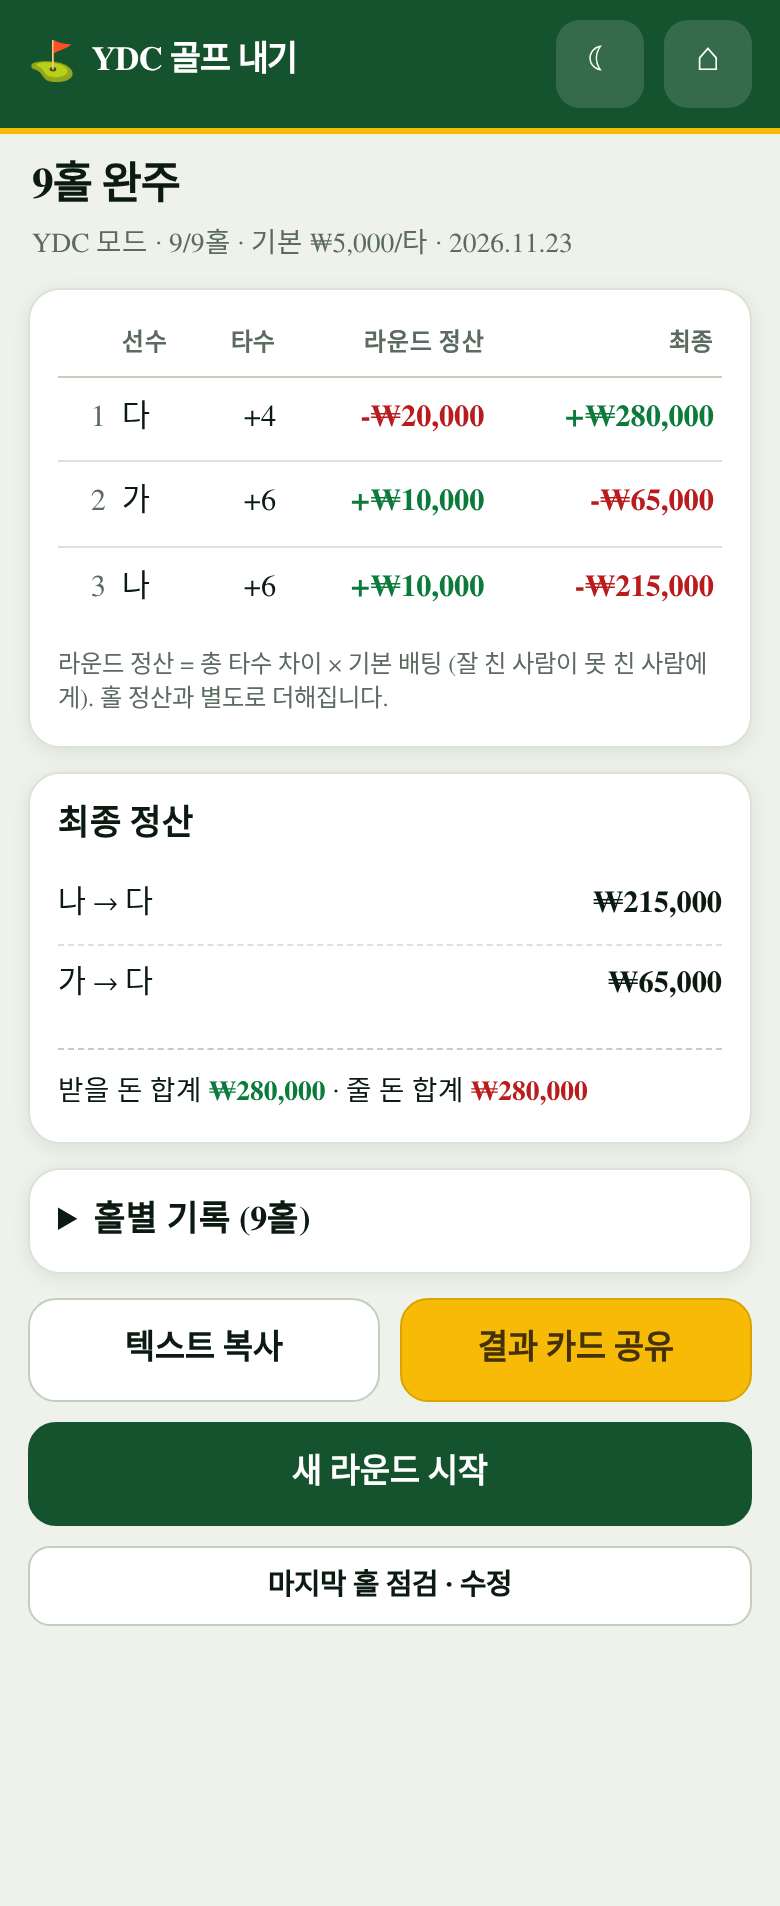 YDC 골프 내기
9홀 완주
YDC 모드 · 9/9홀 · 기본 ₩5,000/타 · 2026.11.23
선수 타수 라운드 정산 최종
1 다 +4 -₩20,000 +₩280,000
2 가 +6 +₩10,000 -₩65,000
3 나 +6 +₩10,000 -₩215,000
라운드 정산 = 총 타수 차이 × 기본 배팅 (잘 친 사람이 못 친 사람에
게). 홀 정산과 별도로 더해집니다.
최종 정산
나 → 다 ₩215,000
가 → 다 ₩65,000
받을 돈 합계 ₩280,000 · 줄 돈 합계 ₩280,000
▶ 홀별 기록 (9홀)
텍스트 복사
결과 카드 공유
새 라운드 시작
마지막 홀 점검 · 수정